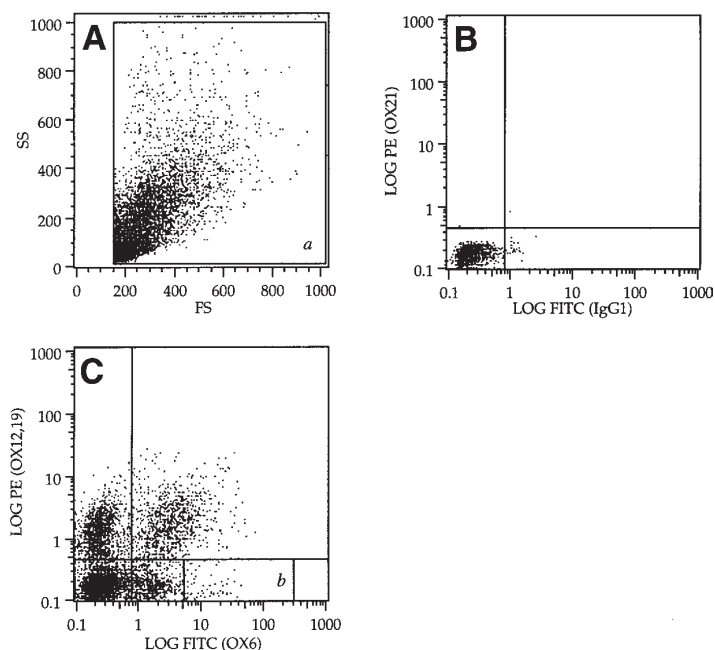 A
1000
800
600
400
200
0
SS
0 200 400 600 800 1000
FS
a
B
1000
100
10
1
0.1
LOG PE (OX21)
0.1 1 10 100 1000
LOG FITC (IgG1)
C
1000
100
10
1
0.1
LOG PE (OX12,19)
b
0.1 1 10 100 1000
LOG FITC (OX6)